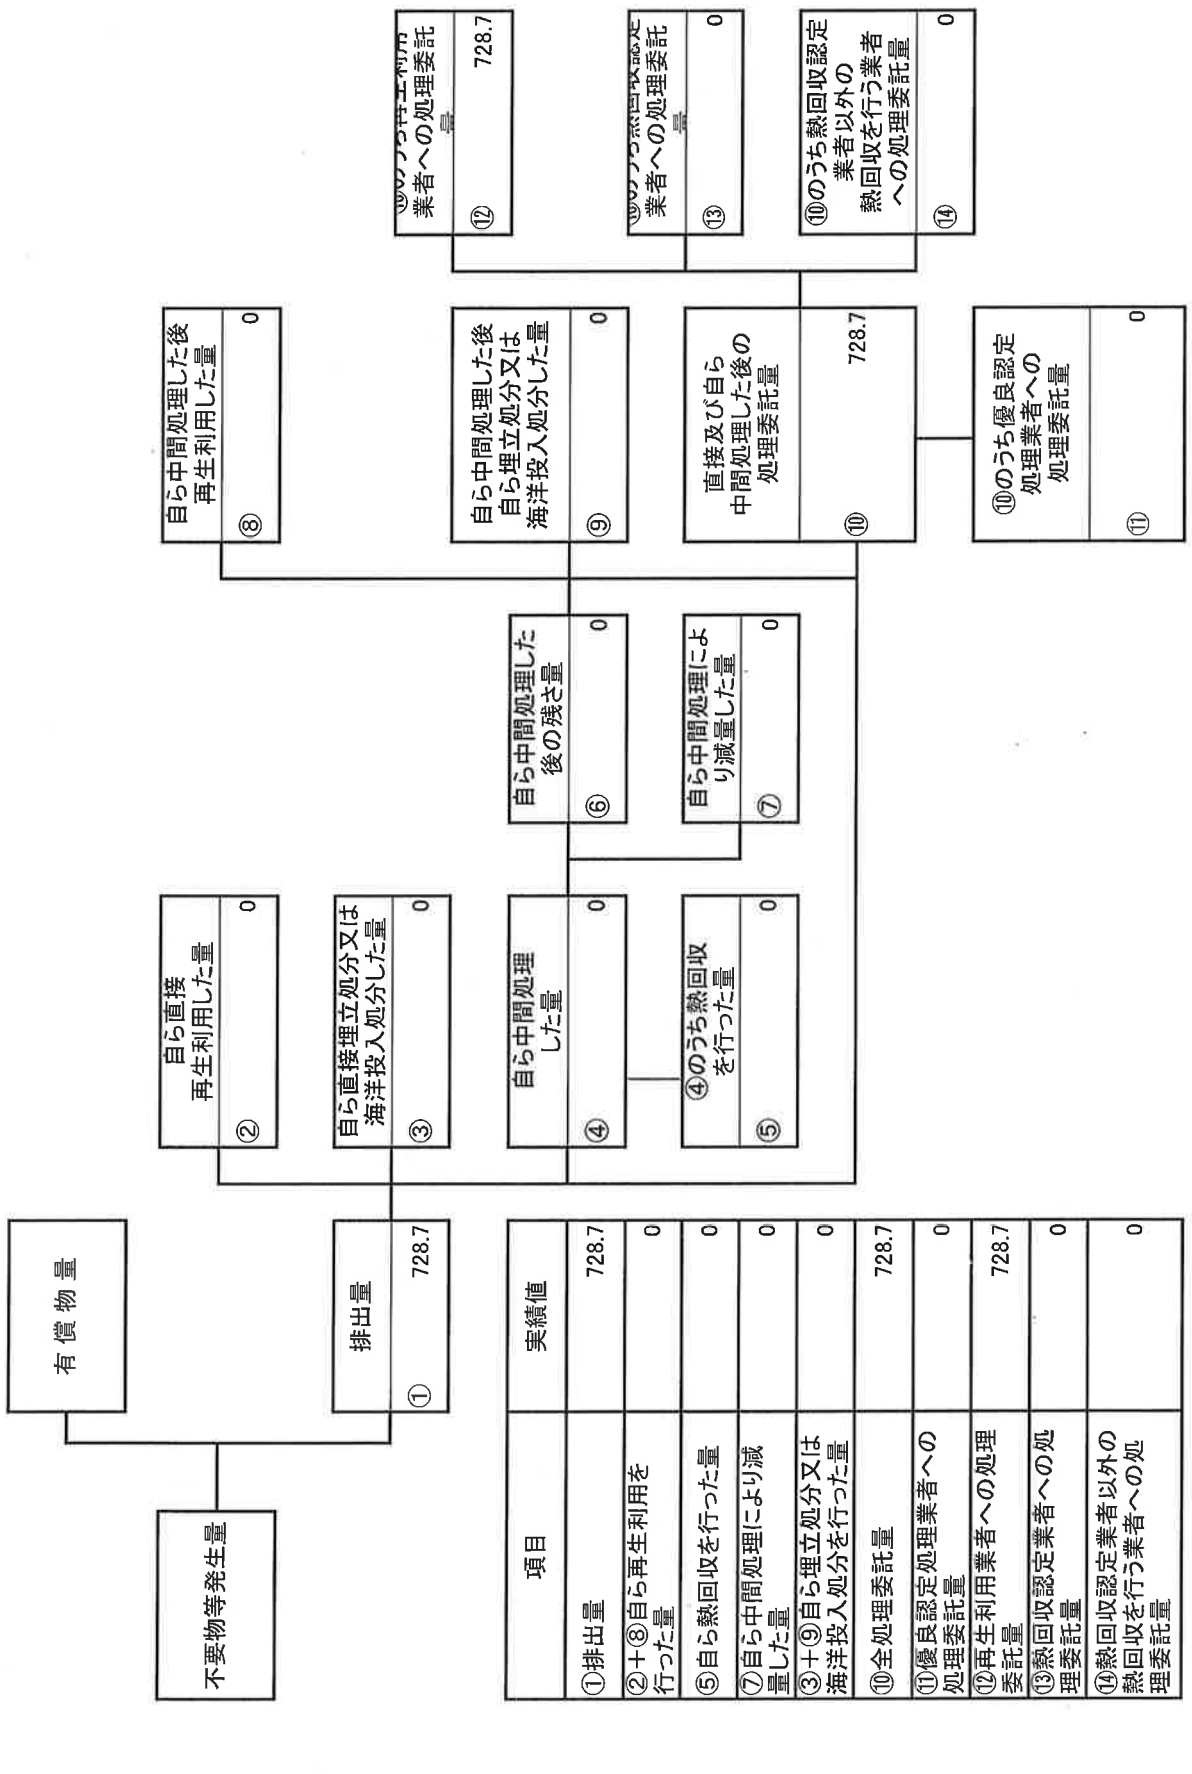 不要物等発生量
有償物量
排出量
① 728.7
自ら直接
再生利用した量
② 0
自ら直接埋立処分又は
海洋投入処分した量
③ 0
自ら中間処理
した量
④ 0
④のうち熱回収
を行った量
⑤ 0
自ら中間処理した
後の残さ量
⑥ 0
自ら中間処理によ
り減量した量
⑦ 0
自ら中間処理した後
再生利用した量
⑧ 0
自ら中間処理した後
自ら埋立処分又は
海洋投入処分した量
⑨ 0
直接及び自ら
中間処理した後の
処理委託量
⑩ 728.7
⑩のうち優良認定
処理業者への
処理委託量
⑪ 0
⑩のうち再生利用
業者への処理委託
量
⑫ 728.7
⑩のうち熱回収認定
業者への処理委託
量
⑬ 0
⑩のうち熱回収認定
業者以外の
熱回収を行う業者
への処理委託量
⑭ 0
項目 実績値
①排出量 728.7
②+⑧自ら再生利用を
行った量 0
⑤自ら熱回収を行った量 0
⑦自ら中間処理により減
量した量 0
③+⑨自ら埋立処分又は
海洋投入処分を行った量 0
⑩全処理委託量 728.7
⑪優良認定処理業者への
処理委託量 0
⑫再生利用業者への処理
委託量 728.7
⑬熱回収認定業者への処
理委託量 0
⑭熱回収認定業者以外の
熱回収を行う業者への処
理委託量 0